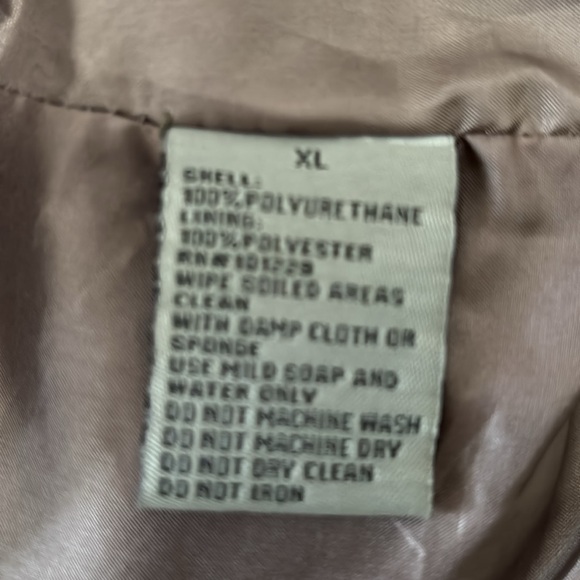 XL
SHELL:
100% POLYURETHANE
LINING:
100% POLYESTER
RN# 101228
WIPE SOILED AREAS
CLEAN
WITH DAMP CLOTH OR
SPONGE
USE MILD SOAP AND
WATER ONLY
DO NOT MACHINE WASH
DO NOT MACHINE DRY
DO NOT DRY CLEAN
DO NOT IRON